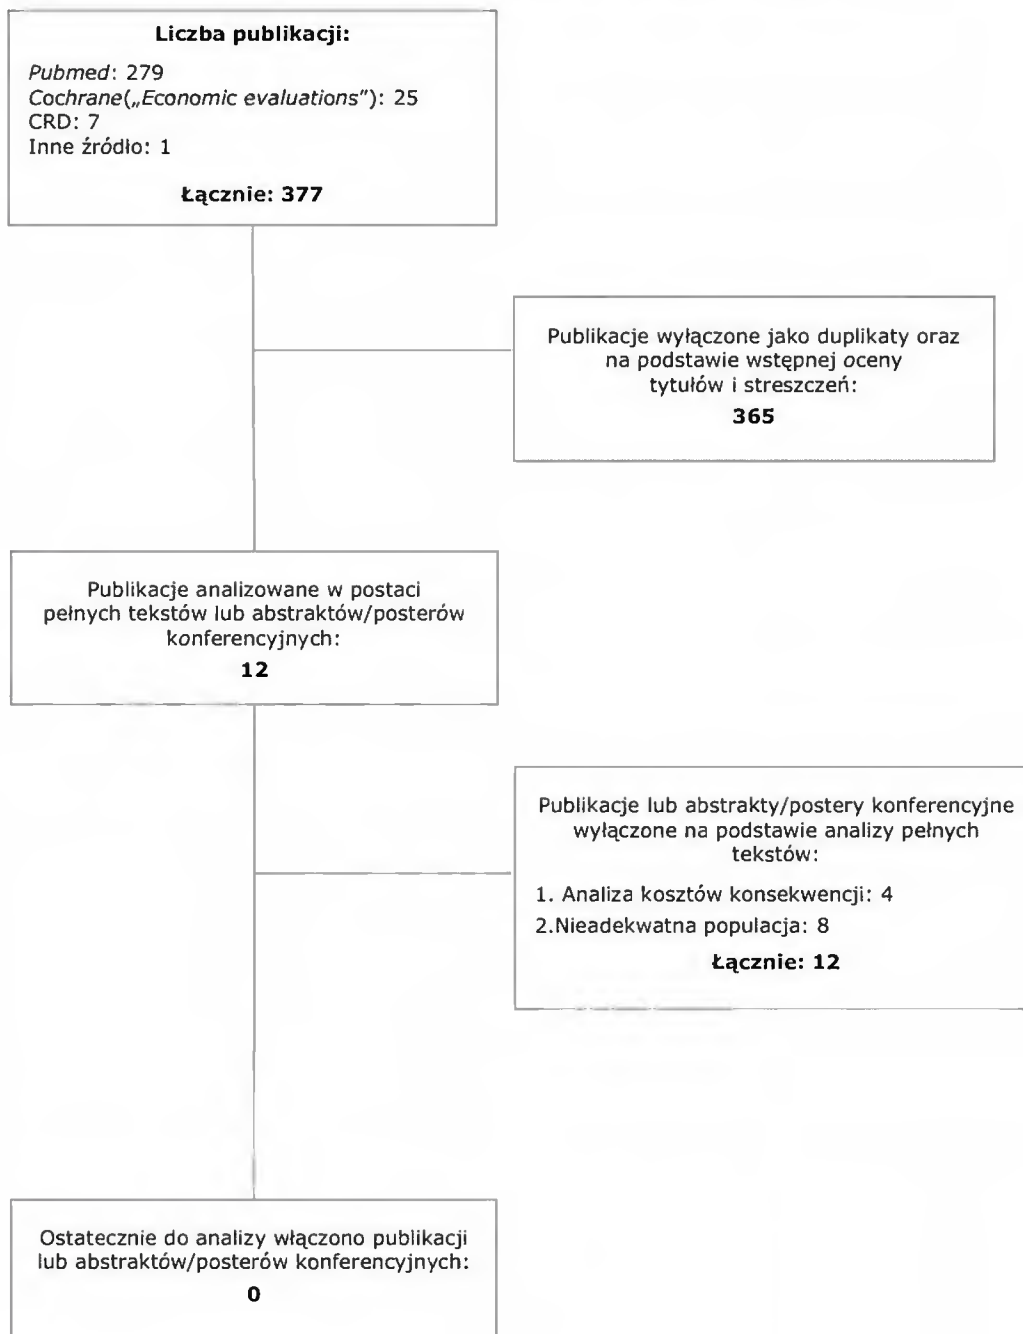 Liczba publikacji:
Pubmed: 279
Cochrane(„Economic evaluations"): 25
CRD: 7
Inne źródło: 1
Łącznie: 377
Publikacje wyłączone jako duplikaty oraz
na podstawie wstępnej oceny
tytułów i streszczeń:
365
Publikacje analizowane w postaci
pełnych tekstów lub abstraktów/posterów
konferencyjnych:
12
Publikacje lub abstrakty/postery konferencyjne
wyłączone na podstawie analizy pełnych
tekstów:
1. Analiza kosztów konsekwencji: 4
2.Nieadekwatna populacja: 8
Łącznie: 12
Ostatecznie do analizy włączono publikacji
lub abstraktów/posterów konferencyjnych:
0